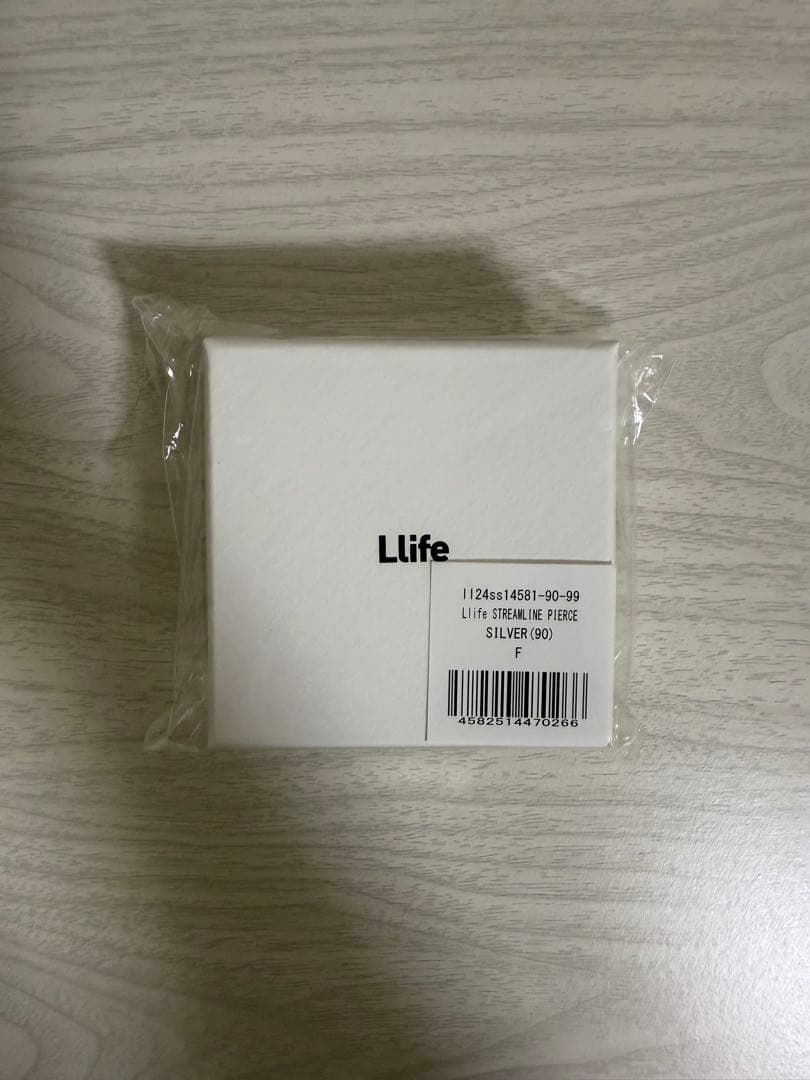 Llife
ll24ss14581-90-99
Llife STREAMLINE PIERCE
SILVER(90)
F
4582514470266